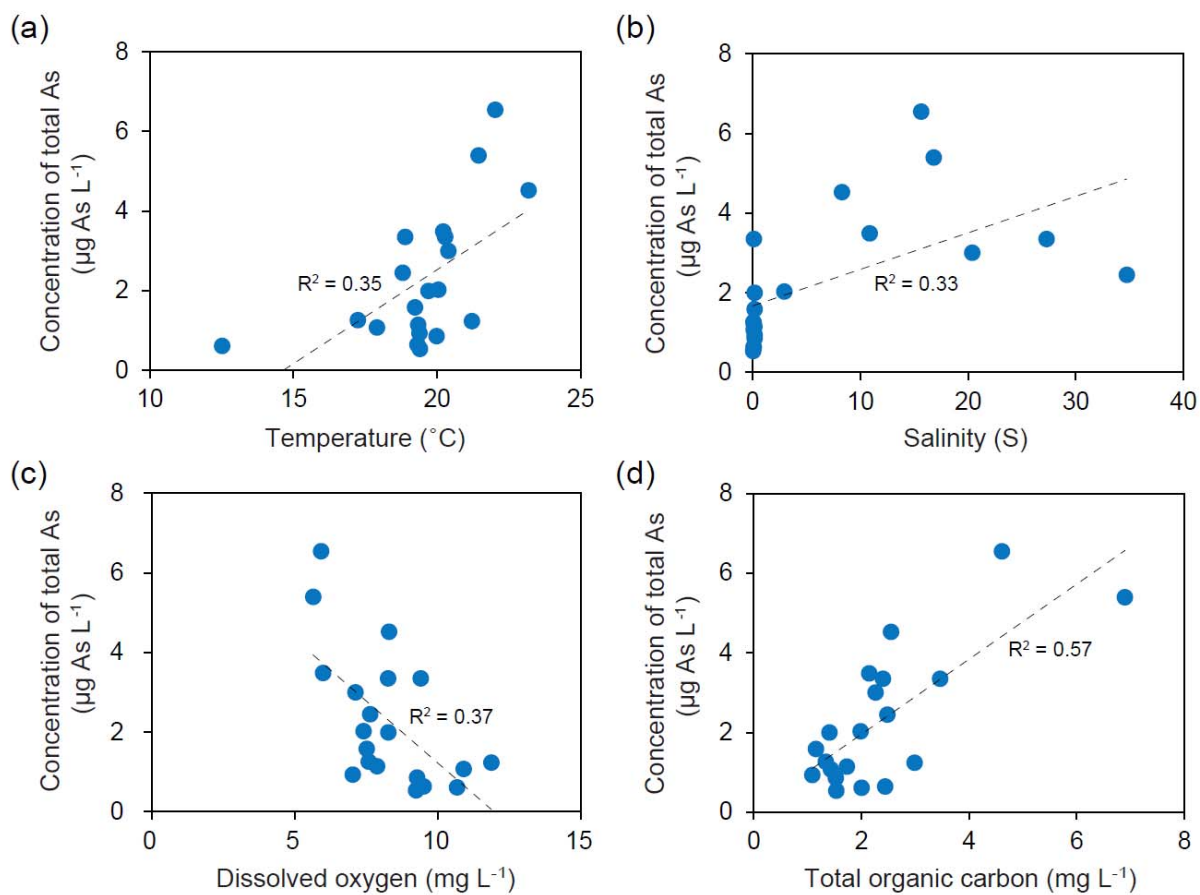 (a)
Concentration of total As
(µg As L⁻¹)
8
6
4
2
0
R² = 0.35
10
15
20
25
Temperature (˚C)
(b)
Concentration of total As
(µg As L⁻¹)
8
6
4
2
0
R² = 0.33
0
10
20
30
40
Salinity (S)
(c)
Concentration of total As
(µg As L⁻¹)
8
6
4
2
0
R² = 0.37
0
5
10
15
Dissolved oxygen (mg L⁻¹)
(d)
Concentration of total As
(µg As L⁻¹)
8
6
4
2
0
R² = 0.57
0
2
4
6
8
Total organic carbon (mg L⁻¹)